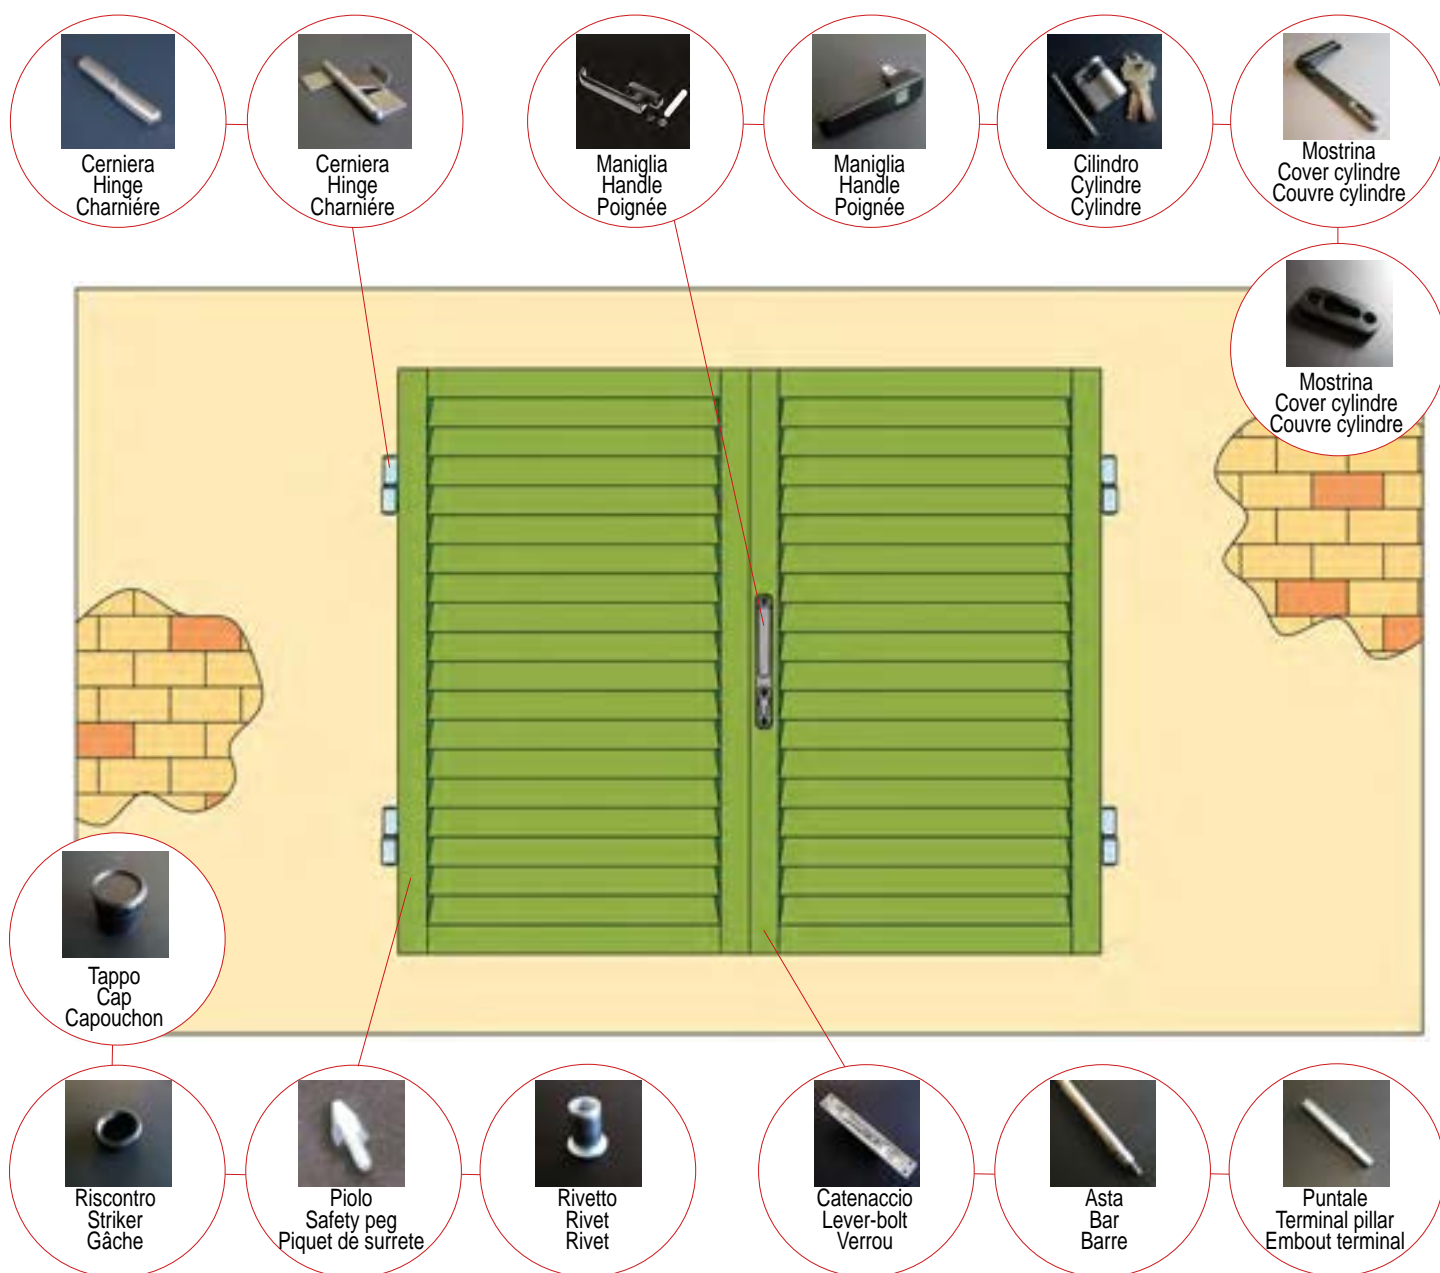 Cerniera
Hinge
Charniére
Cerniera
Hinge
Charniére
Maniglia
Handle
Poignée
Maniglia
Handle
Poignée
Cilindro
Cylindre
Cylindre
Mostrina
Cover cylindre
Couvre cylindre
Mostrina
Cover cylindre
Couvre cylindre
Tappo
Cap
Capouchon
Riscontro
Striker
Gâche
Piolo
Safety peg
Piquet de surrete
Rivetto
Rivet
Rivet
Catenaccio
Lever-bolt
Verrou
Asta
Bar
Barre
Puntale
Terminal pillar
Embout terminal